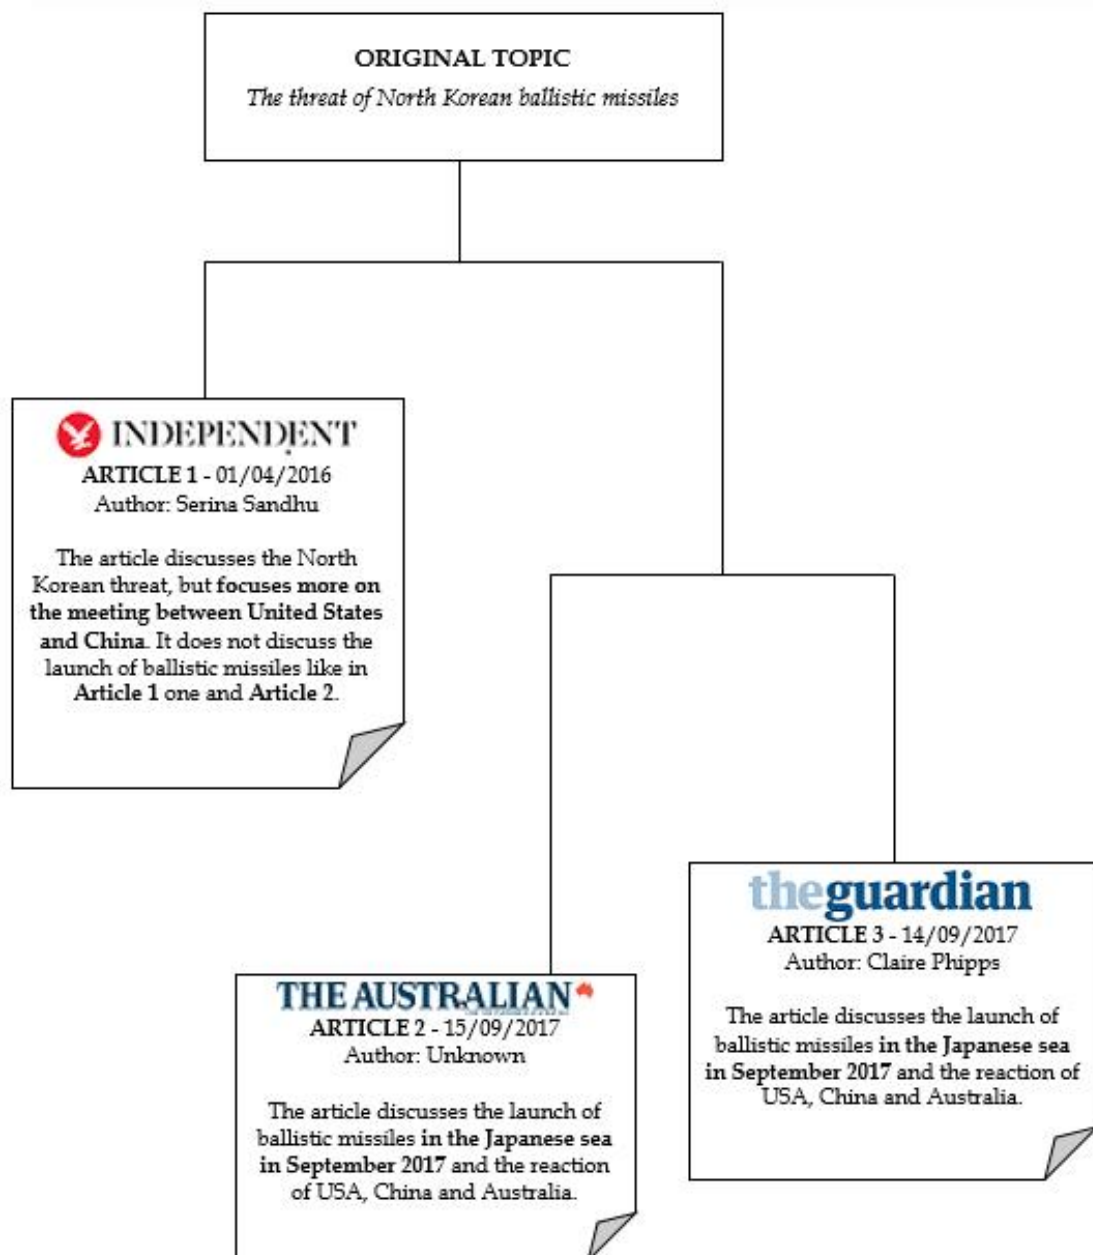 ORIGINAL TOPIC
The threat of North Korean ballistic missiles
INDEPENDENT
ARTICLE 1 - 01/04/2016
Author: Serina Sandhu
The article discusses the North
Korean threat, but focuses more on
the meeting between United States
and China. It does not discuss the
launch of ballistic missiles like in
Article 1 one and Article 2.
theguardian
ARTICLE 3 - 14/09/2017
Author: Claire Phipps
The article discusses the launch of
ballistic missiles in the Japanese sea
in September 2017 and the reaction of
USA, China and Australia.
THE AUSTRALIAN
ARTICLE 2 - 15/09/2017
Author: Unknown
The article discusses the launch of
ballistic missiles in the Japanese sea
in September 2017 and the reaction
of USA, China and Australia.